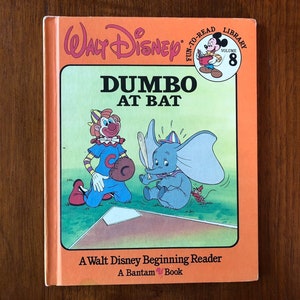 WALT DISNEY
FUN-TO-READ LIBRARY
VOLUME
8
DUMBO
AT BAT
C
A Walt Disney Beginning Reader
A Bantam Book